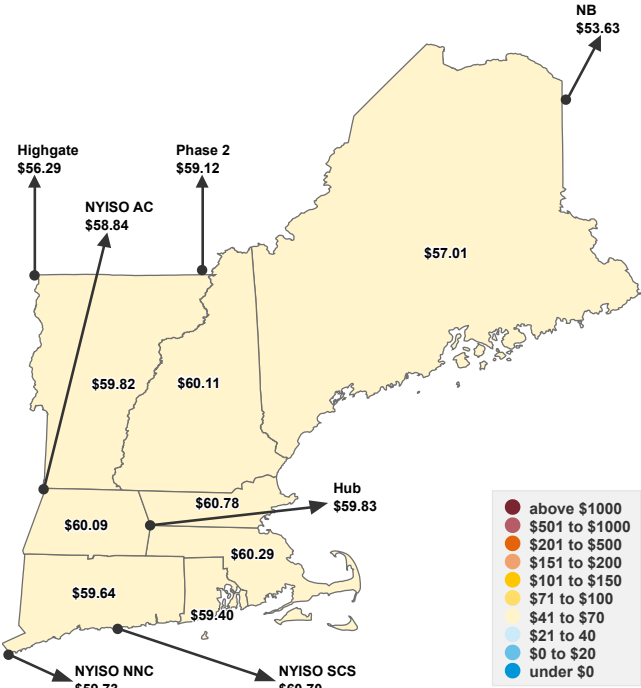 NB
$53.63
Highgate
$56.29
Phase 2
$59.12
NYISO AC
$58.84
$57.01
$59.82
$60.11
Hub
$59.83
$60.78
$60.09
$60.29
$59.64
$59.40
NYISO NNC
NYISO SCS
above $1000
$501 to $1000
$201 to $500
$151 to $200
$101 to $150
$71 to $100
$41 to $70
$21 to 40
$0 to $20
under $0